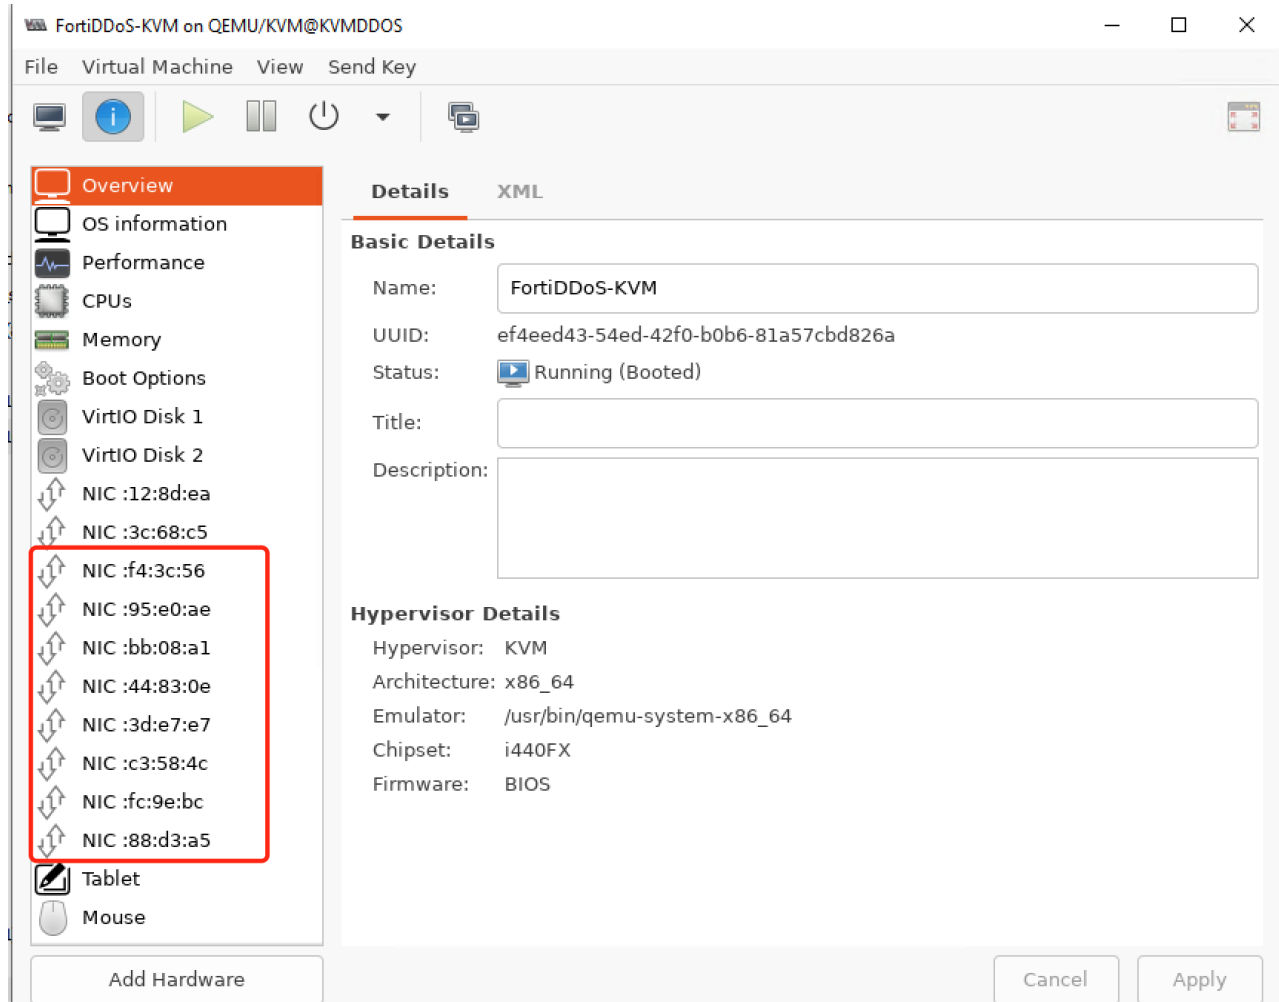 FortiDDoS-KVM on QEMU/KVM@KVMDDOS
File Virtual Machine View Send Key
Overview
OS information
Performance
CPUs
Memory
Boot Options
VirtIO Disk 1
VirtIO Disk 2
NIC :12:8d:ea
NIC :3c:68:c5
NIC :f4:3c:56
NIC :95:e0:ae
NIC :bb:08:a1
NIC :44:83:0e
NIC :3d:e7:e7
NIC :c3:58:4c
NIC :fc:9e:bc
NIC :88:d3:a5
Tablet
Mouse
Add Hardware
Details XML
Basic Details
Name: FortiDDoS-KVM
UUID: ef4eed43-54ed-42f0-b0b6-81a57cbd826a
Status: Running (Booted)
Title:
Description:
Hypervisor Details
Hypervisor: KVM
Architecture: x86_64
Emulator: /usr/bin/qemu-system-x86_64
Chipset: i440FX
Firmware: BIOS
Cancel Apply